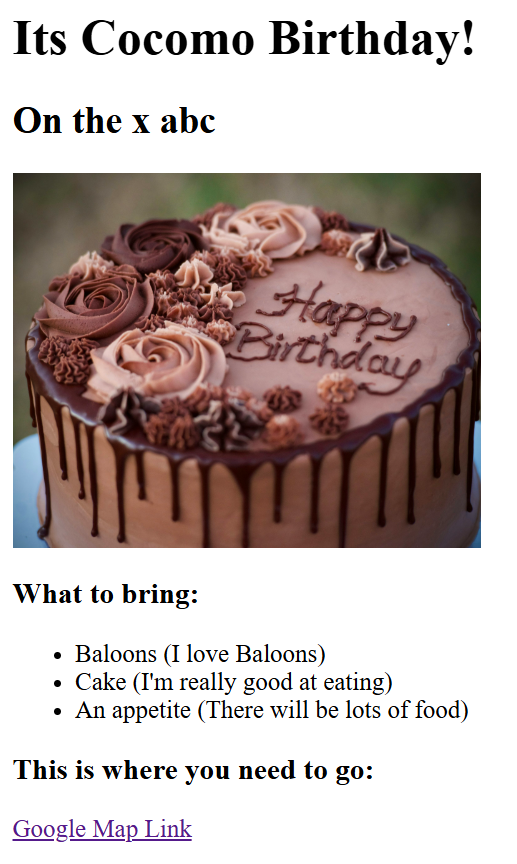 Its Cocomo Birthday!
On the x abc
Happy
Birthday
What to bring:
Baloons (I love Baloons)
Cake (I'm really good at eating)
An appetite (There will be lots of food)
This is where you need to go:
Google Map Link